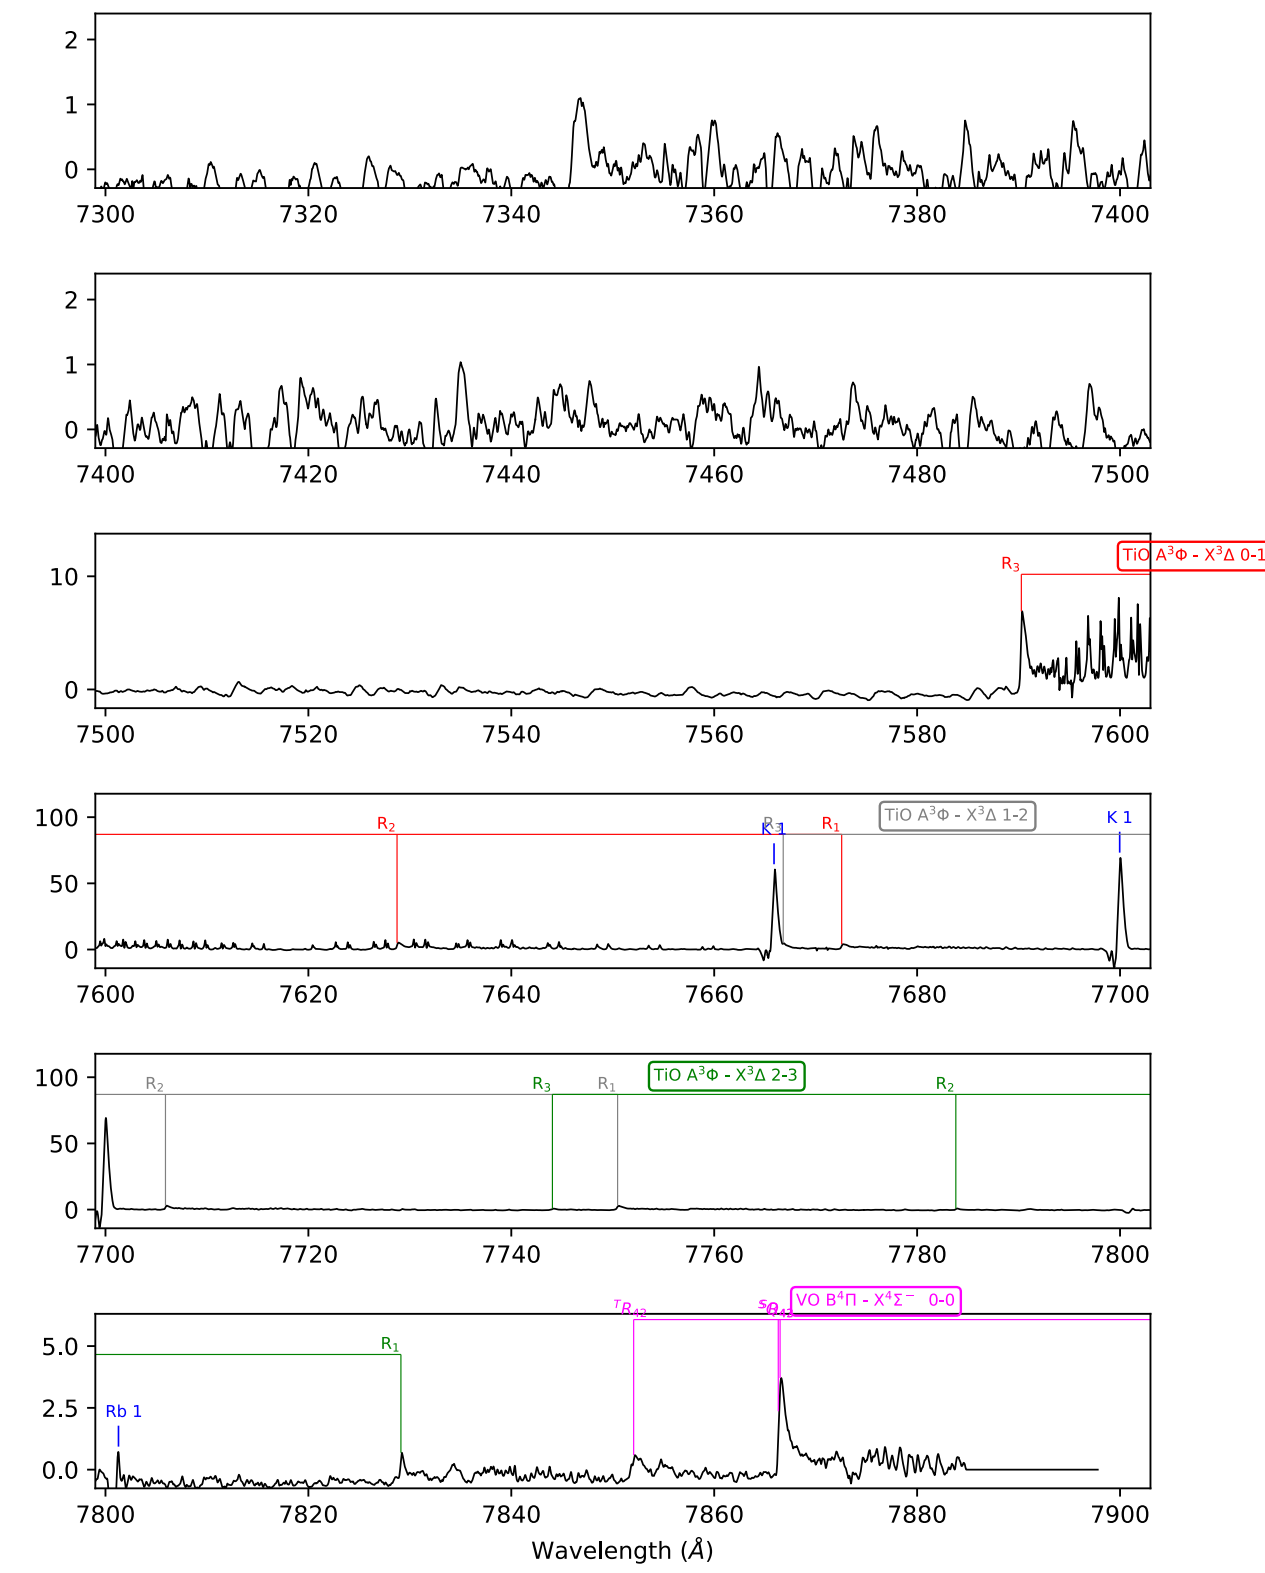 2
1
0
7300 7320 7340 7360 7380 7400
2
1
0
7400 7420 7440 7460 7480 7500
TiO A³Φ - X³Δ 0-1
R₃
10
0
7500 7520 7540 7560 7580 7600
TiO A³Φ - X³Δ 1-2
R₂ K 1 R₃ R₁ K 1
100
50
0
7600 7620 7640 7660 7680 7700
TiO A³Φ - X³Δ 2-3
R₂ R₃ R₁ R₂
100
50
0
7700 7720 7740 7760 7780 7800
VO B⁴Π - X⁴Σ⁻ 0-0
ᵀR₄₂
R₁
5.0
Rb 1
2.5
0.0
7800 7820 7840 7860 7880 7900
Wavelength (Å)